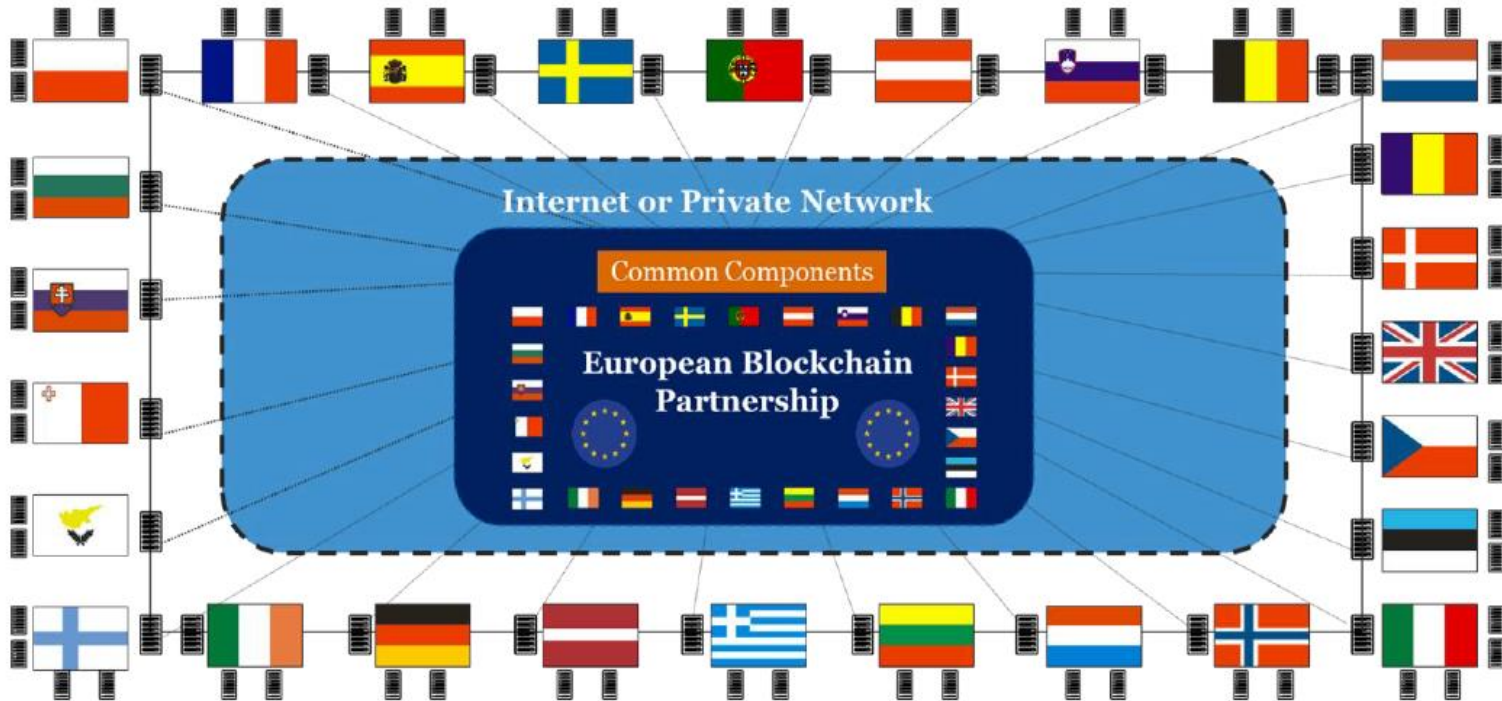 Internet or Private Network
Common Components
European Blockchain
Partnership